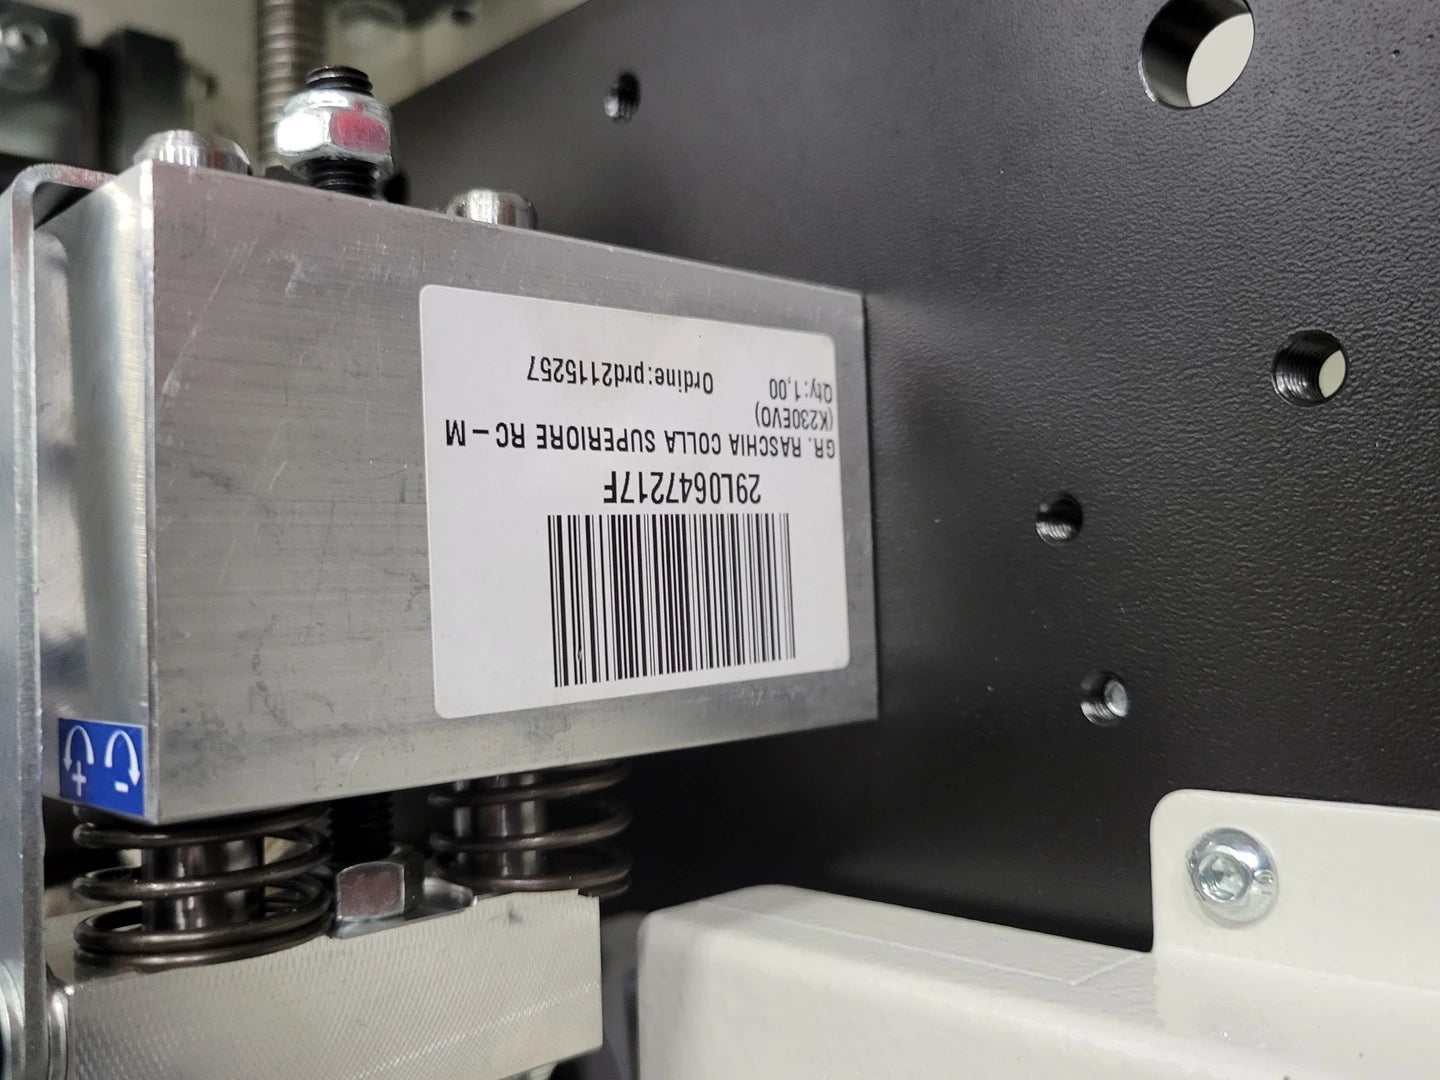 29L0647217F
GR. RASCHIA COLLA SUPERIORE RC-M
(K230EVO)
Qty:1,00 Ordine:prd2115257
+ -